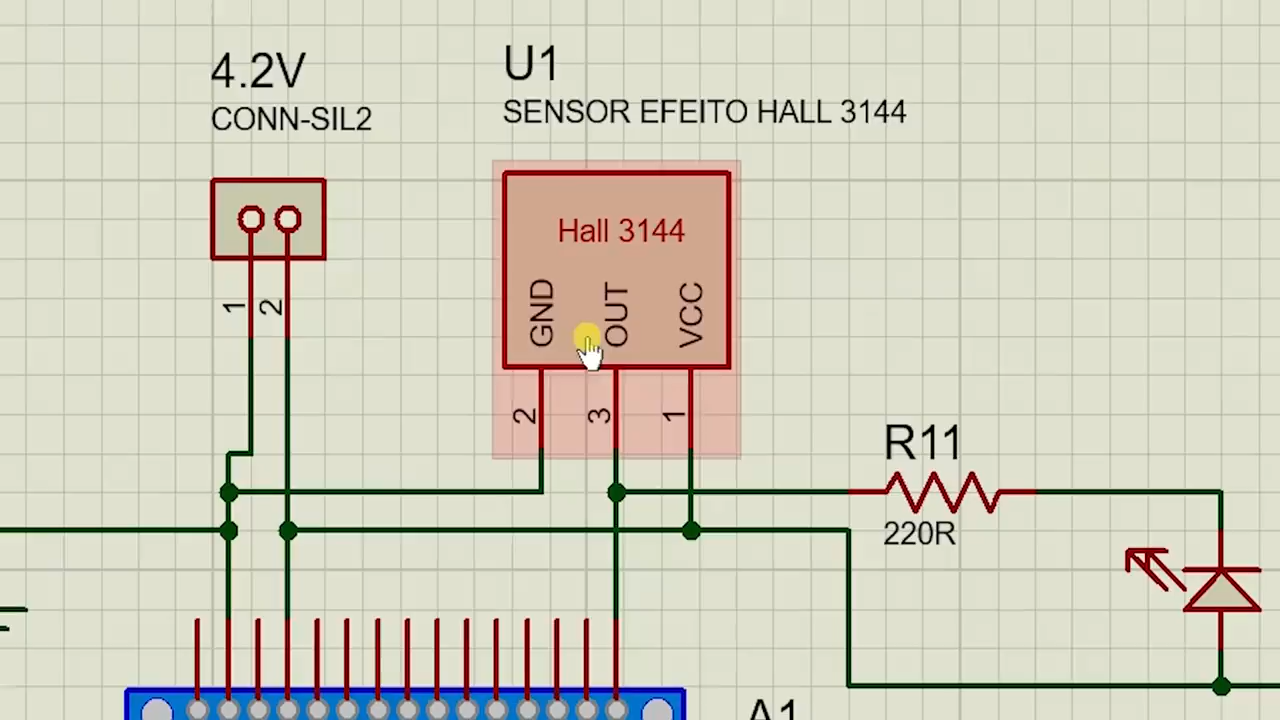 4.2V
CONN-SIL2
U1
SENSOR EFEITO HALL 3144
Hall 3144
GND
OUT
VCC
1
2
2
3
1
R11
220R